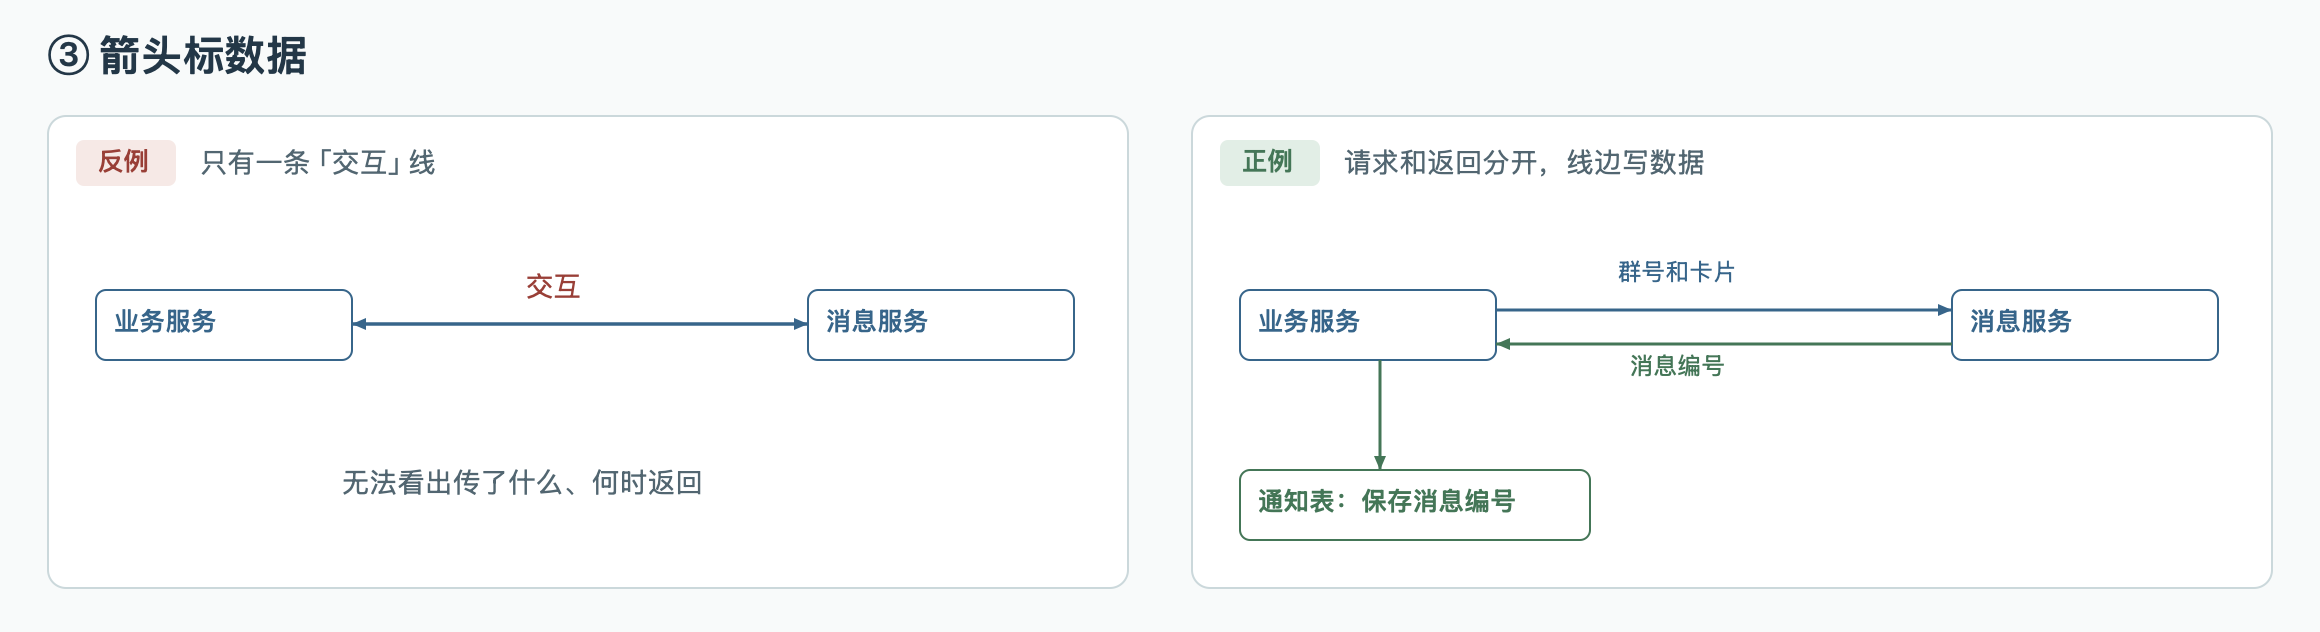 ③ 箭头标数据
反例
只有一条「交互」线
交互
业务服务
消息服务
无法看出传了什么、何时返回
正例
请求和返回分开，线边写数据
群号和卡片
业务服务
消息服务
消息编号
通知表：保存消息编号